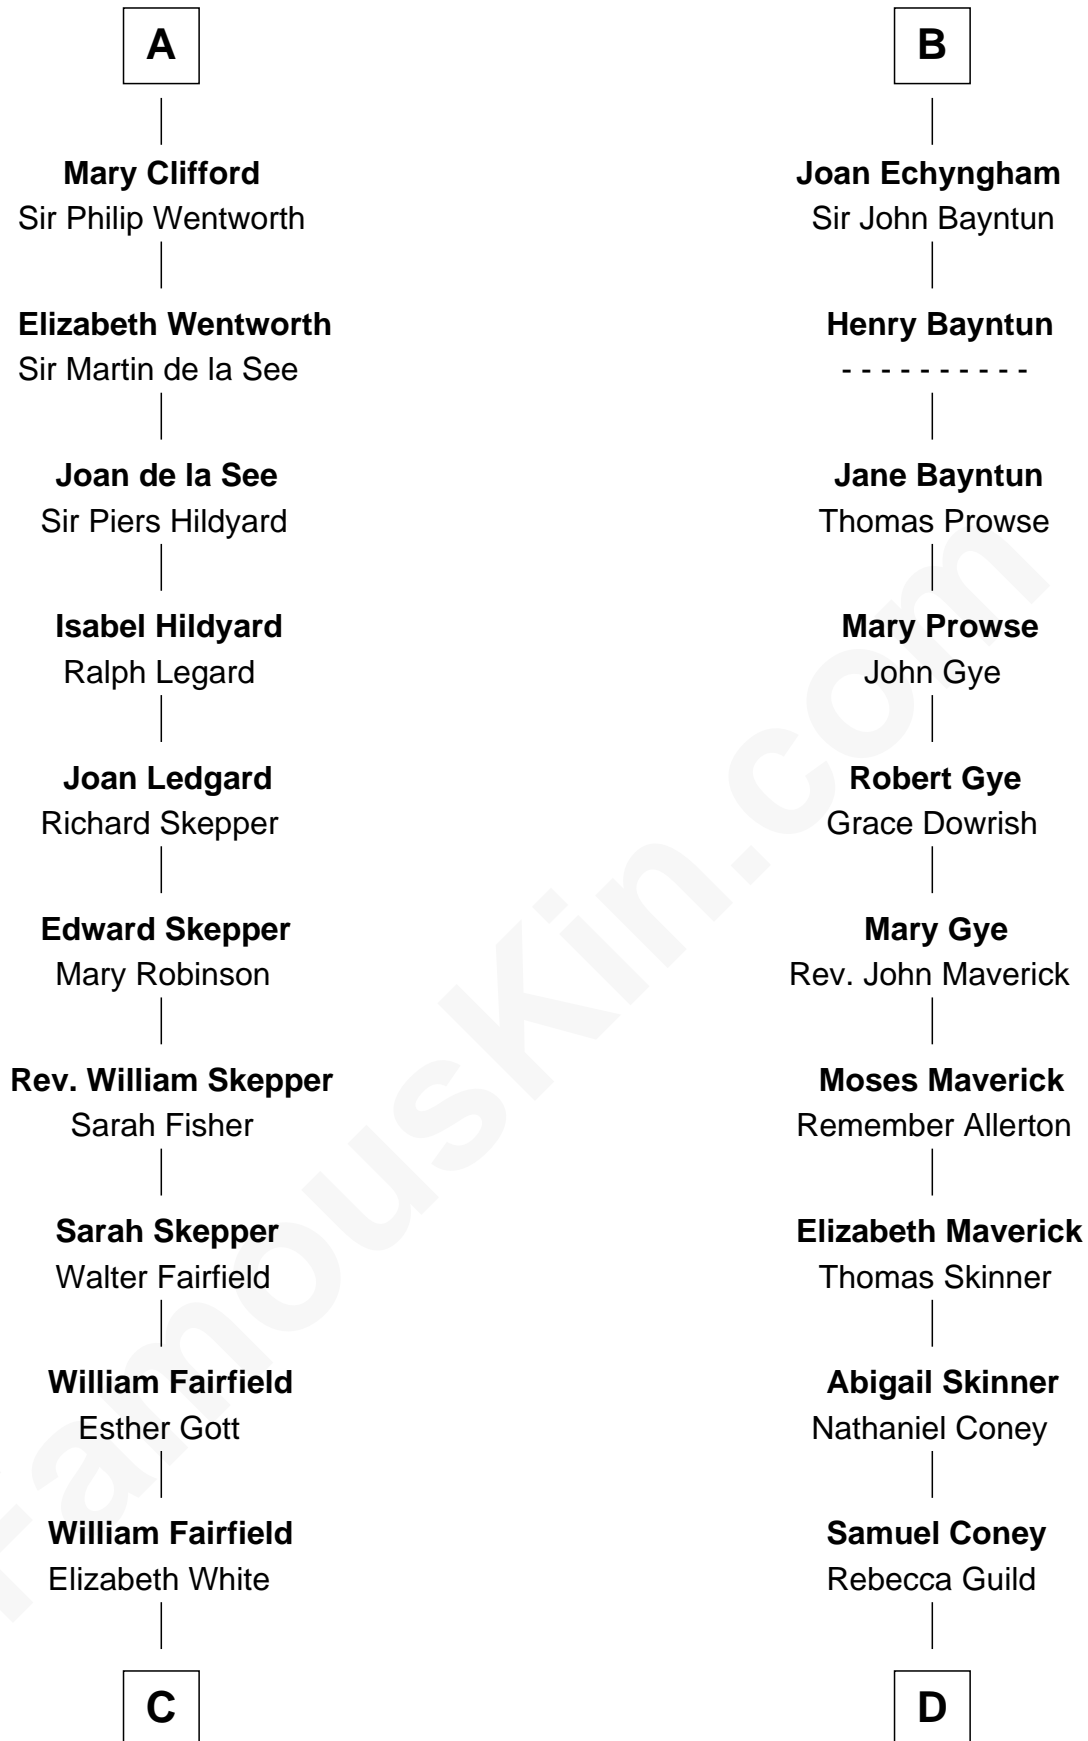 A
Mary Clifford
Sir Philip Wentworth
Elizabeth Wentworth
Sir Martin de la See
Joan de la See
Sir Piers Hildyard
Isabel Hildyard
Ralph Legard
Joan Ledgard
Richard Skepper
Edward Skepper
Mary Robinson
Rev. William Skepper
Sarah Fisher
Sarah Skepper
Walter Fairfield
William Fairfield
Esther Gott
William Fairfield
Elizabeth White
C
B
Joan Echyngham
Sir John Bayntun
Henry Bayntun
- - - - - - - - - -
Jane Bayntun
Thomas Prowse
Mary Prowse
John Gye
Robert Gye
Grace Dowrish
Mary Gye
Rev. John Maverick
Moses Maverick
Remember Allerton
Elizabeth Maverick
Thomas Skinner
Abigail Skinner
Nathaniel Coney
Samuel Coney
Rebecca Guild
D
FamousKin.com